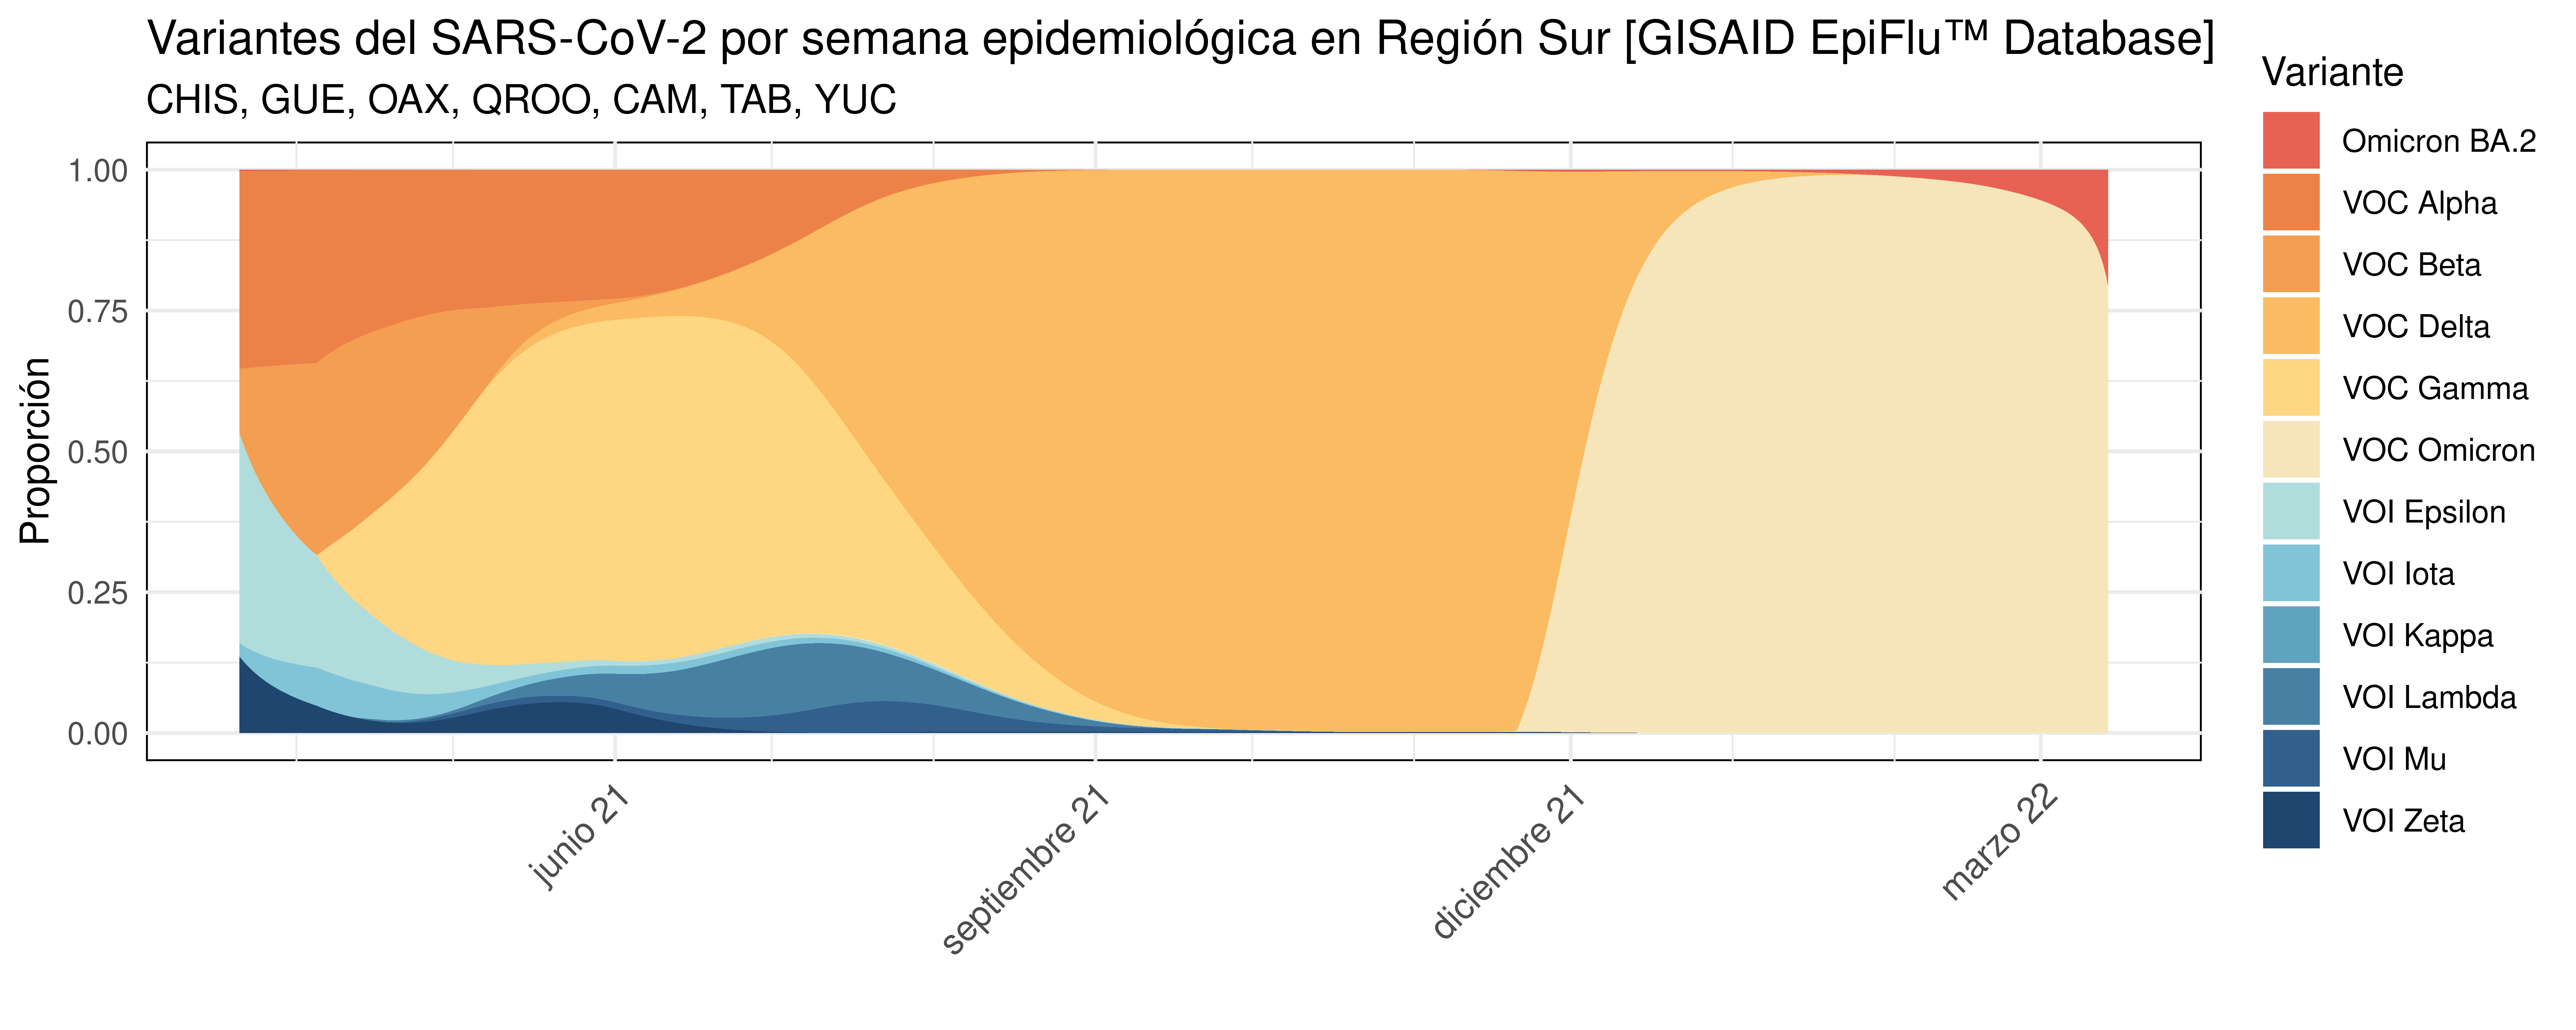 Variantes del SARS-CoV-2 por semana epidemiológica en Región Sur [GISAID EpiFlu™ Database]
CHIS, GUE, OAX, QROO, CAM, TAB, YUC
Proporción
1.00
0.75
0.50
0.25
0.00
junio 21
septiembre 21
diciembre 21
marzo 22
Variante
Omicron BA.2
VOC Alpha
VOC Beta
VOC Delta
VOC Gamma
VOC Omicron
VOI Epsilon
VOI Iota
VOI Kappa
VOI Lambda
VOI Mu
VOI Zeta